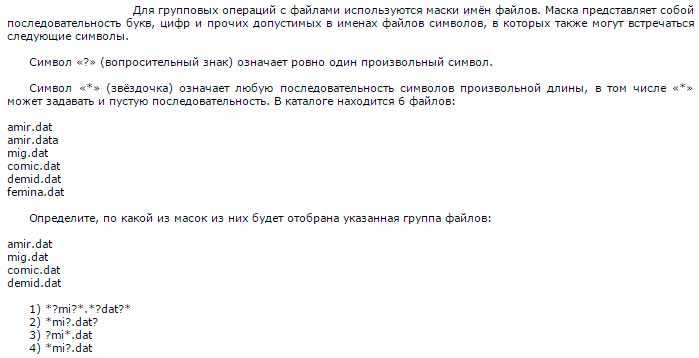 Для групповых операций с файлами используются маски имён файлов. Маска представляет собой
последовательность букв, цифр и прочих допустимых в именах файлов символов, в которых также могут встречаться
следующие символы.
Символ «?» (вопросительный знак) означает ровно один произвольный символ.
Символ «*» (звёздочка) означает любую последовательность символов произвольной длины, в том числе «*»
может задавать и пустую последовательность. В каталоге находится 6 файлов:
amir.dat
amir.data
mig.dat
comic.dat
demid.dat
femina.dat
Определите, по какой из масок из них будет отобрана указанная группа файлов:
amir.dat
mig.dat
comic.dat
demid.dat
1) *?mi?*.*?dat?*
2) *mi?.dat?
3) ?mi*.dat
4) *mi?.dat